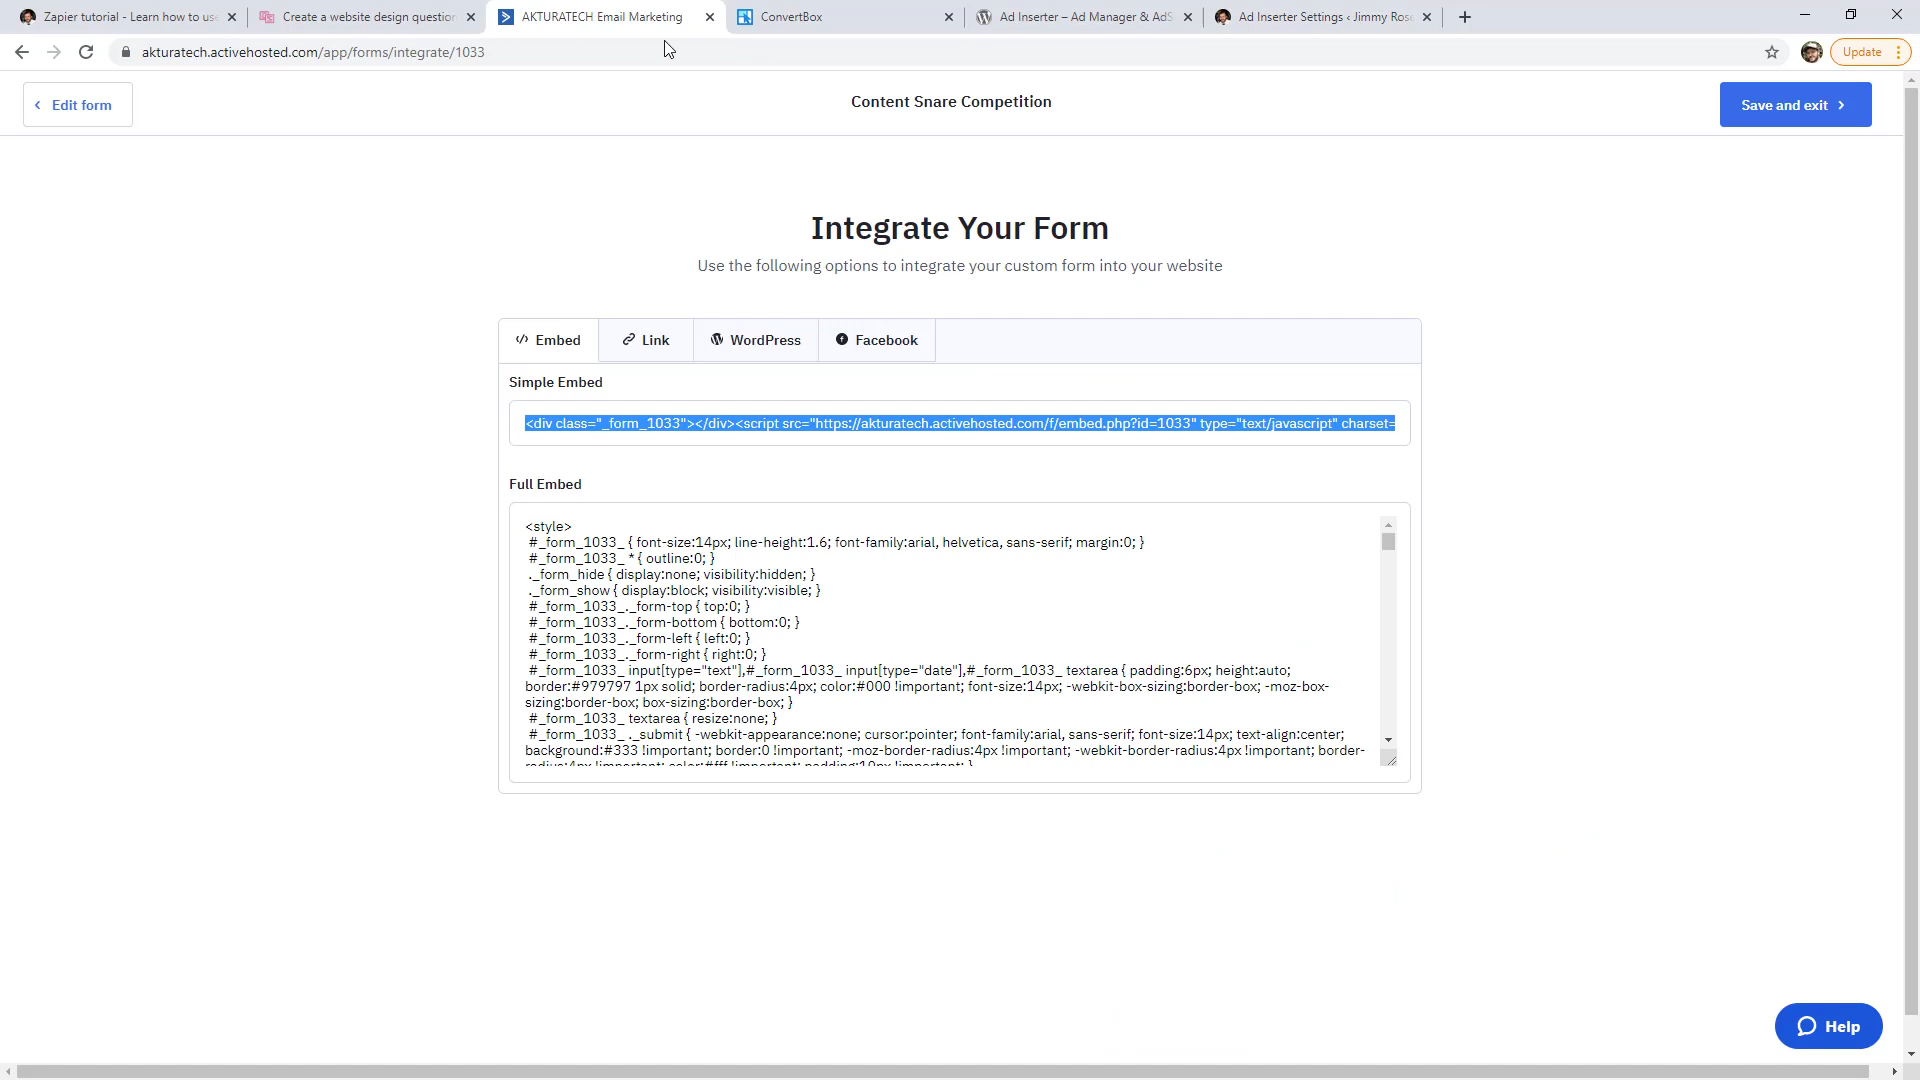 Zapier tutorial - Learn how to us
Create a website design question
AKTURATECH Email Marketing
ConvertBox
Ad Inserter – Ad Manager & AdS
Ad Inserter Settings ‹ Jimmy Rose
akturatech.activehosted.com/app/forms/integrate/1033
Update
Edit form
Content Snare Competition
Save and exit
Integrate Your Form
Use the following options to integrate your custom form into your website
Embed
Link
WordPress
Facebook
Simple Embed
<div class="_form_1033"></div><script src="https://akturatech.activehosted.com/f/embed.php?id=1033" type="text/javascript" charset=
Full Embed
<style>
#_form_1033_ { font-size:14px; line-height:1.6; font-family:arial, helvetica, sans-serif; margin:0; }
#_form_1033_ * { outline:0; }
._form_hide { display:none; visibility:hidden; }
._form_show { display:block; visibility:visible; }
#_form_1033_._form-top { top:0; }
#_form_1033_._form-bottom { bottom:0; }
#_form_1033_._form-left { left:0; }
#_form_1033_._form-right { right:0; }
#_form_1033_ input[type="text"],#_form_1033_ input[type="date"],#_form_1033_ textarea { padding:6px; height:auto;
border:#979797 1px solid; border-radius:4px; color:#000 !important; font-size:14px; -webkit-box-sizing:border-box; -moz-box-
sizing:border-box; box-sizing:border-box; }
#_form_1033_ textarea { resize:none; }
#_form_1033_ ._submit { -webkit-appearance:none; cursor:pointer; font-family:arial, sans-serif; font-size:14px; text-align:center;
background:#333 !important; border:0 !important; -moz-border-radius:4px !important; -webkit-border-radius:4px !important; border-
radius:4px !important; color:#fff !important; padding:10px !important; }
Help